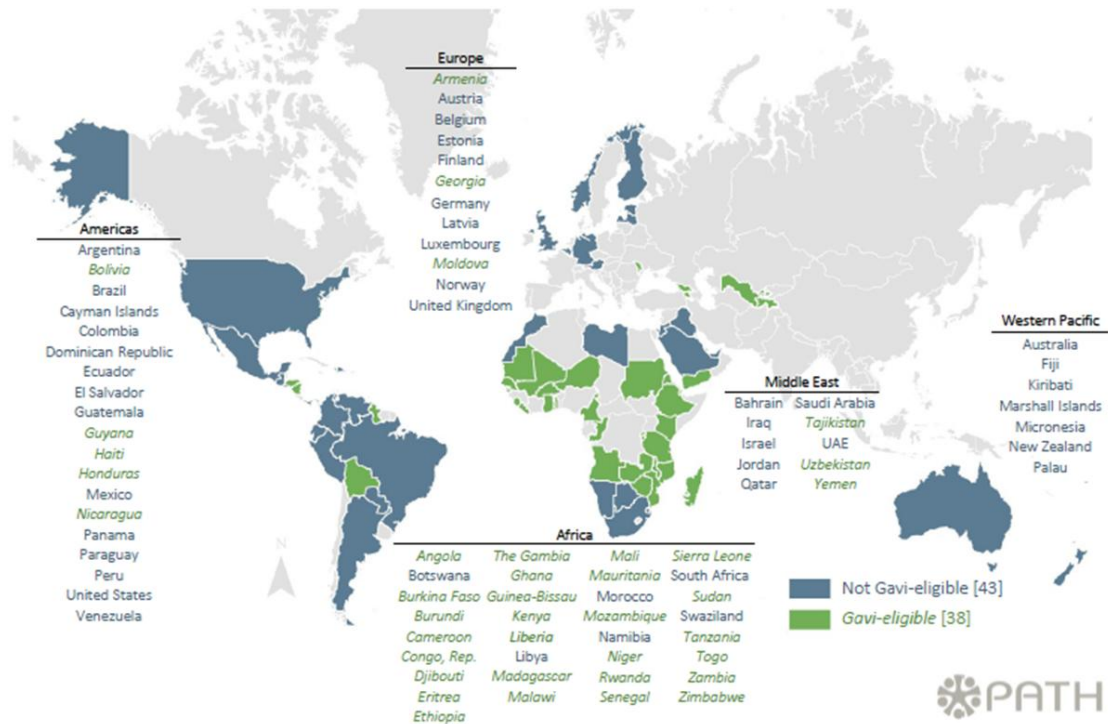 Europe
Armenia
Austria
Belgium
Estonia
Finland
Georgia
Germany
Latvia
Luxembourg
Moldova
Norway
United Kingdom
Americas
Argentina
Bolivia
Brazil
Cayman Islands
Colombia
Dominican Republic
Ecuador
El Salvador
Guatemala
Guyana
Haiti
Honduras
Mexico
Nicaragua
Panama
Paraguay
Peru
United States
Venezuela
Western Pacific
Australia
Fiji
Kiribati
Marshall Islands
Micronesia
New Zealand
Palau
Middle East
Bahrain Saudi Arabia
Iraq Tajikistan
Israel UAE
Jordan Uzbekistan
Qatar Yemen
N
Africa
Angola The Gambia Mali Sierra Leone
Botswana Ghana Mauritania South Africa
Burkina Faso Guinea-Bissau Morocco Sudan
Burundi Kenya Mozambique Swaziland
Cameroon Liberia Namibia Tanzania
Congo, Rep. Libya Niger Togo
Djibouti Madagascar Rwanda Zambia
Eritrea Malawi Senegal Zimbabwe
Ethiopia
Not Gavi-eligible [43]
Gavi-eligible [38]
PATH